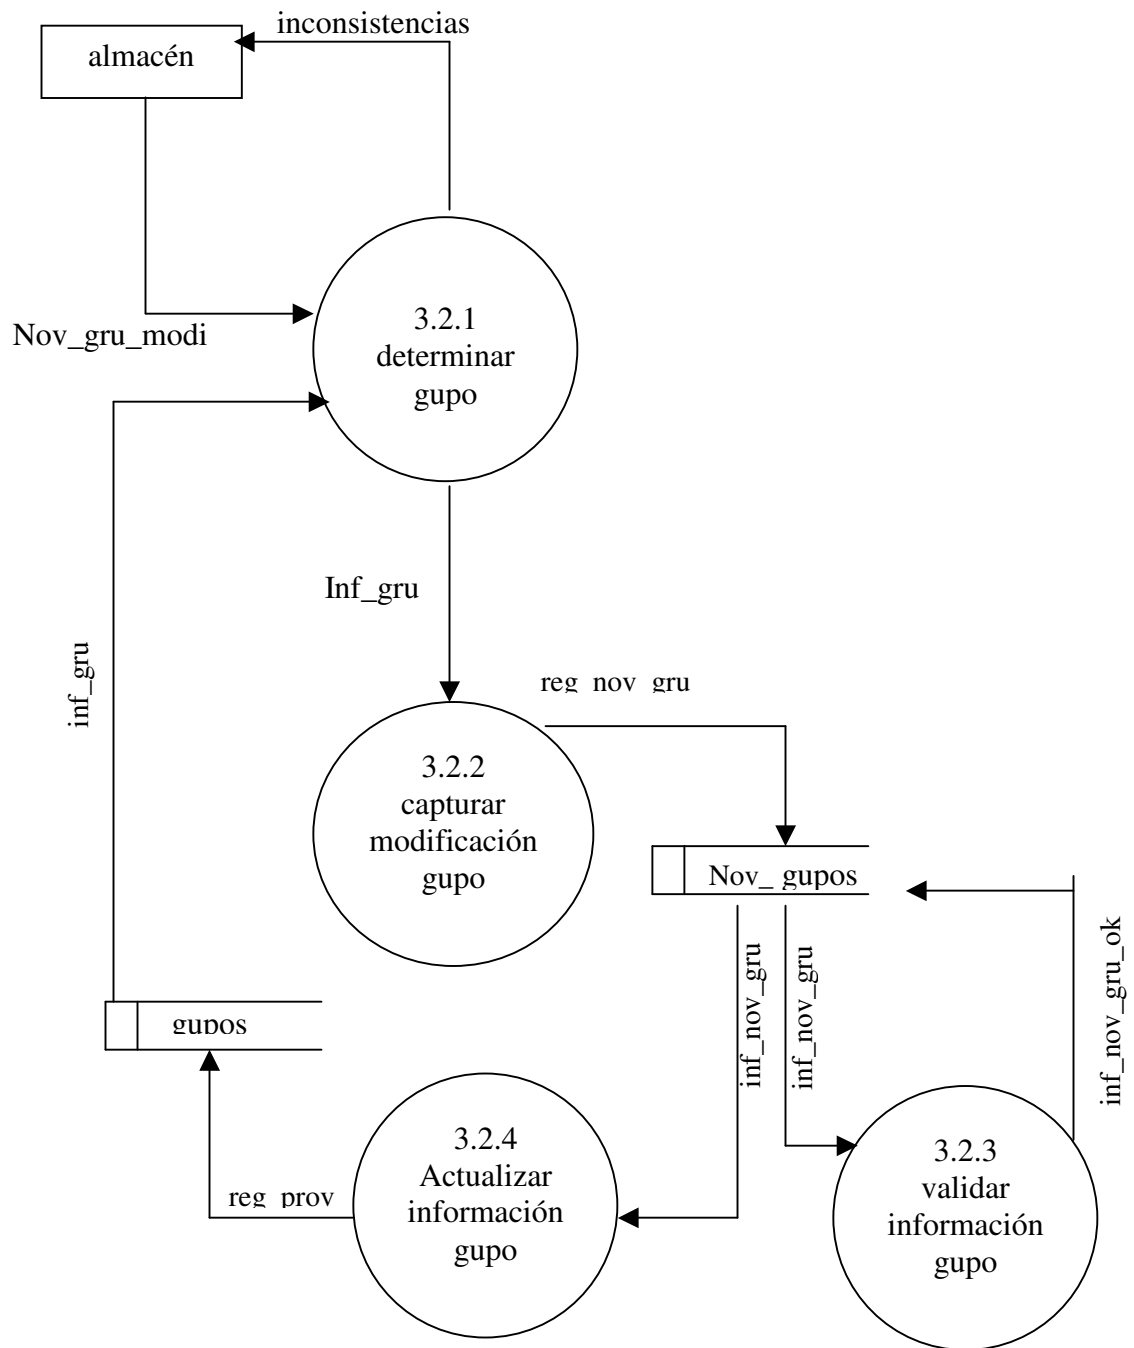 inconsistencias
almacén
Nov_gru_modi
3.2.1
determinar
gupo
Inf_gru
inf_gru
reg_nov_gru
3.2.2
capturar
modificación
gupo
Nov_ gupos
inf_nov_gru
inf_nov_gru
inf_nov_gru_ok
gupos
reg_prov
3.2.4
Actualizar
información
gupo
3.2.3
validar
información
gupo